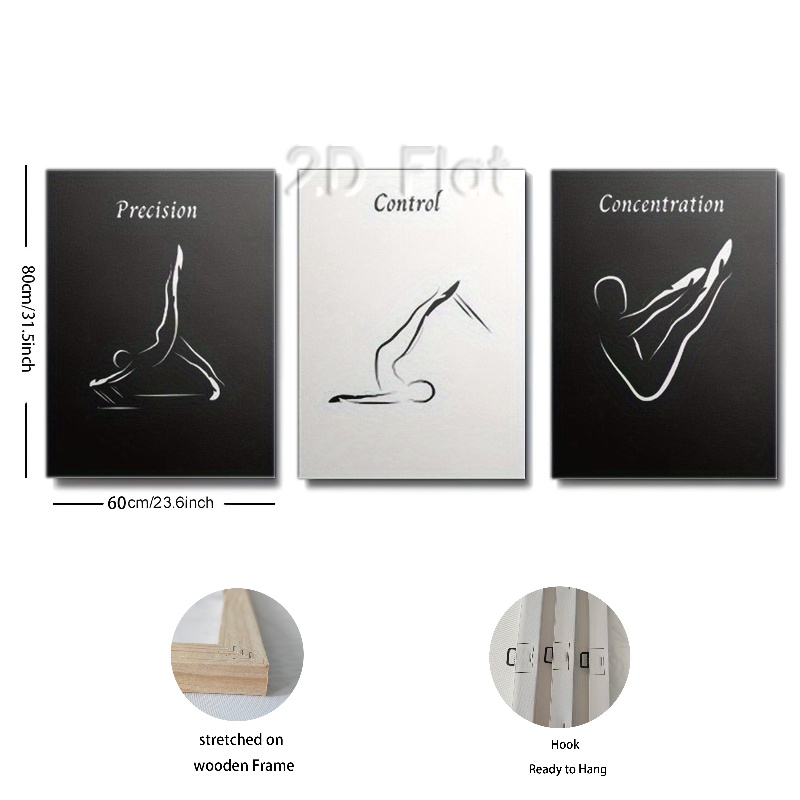 2D Flat
Precision
Control
Concentration
80cm/31.5inch
60cm/23.6inch
stretched on
wooden Frame
Hook
Ready to Hang